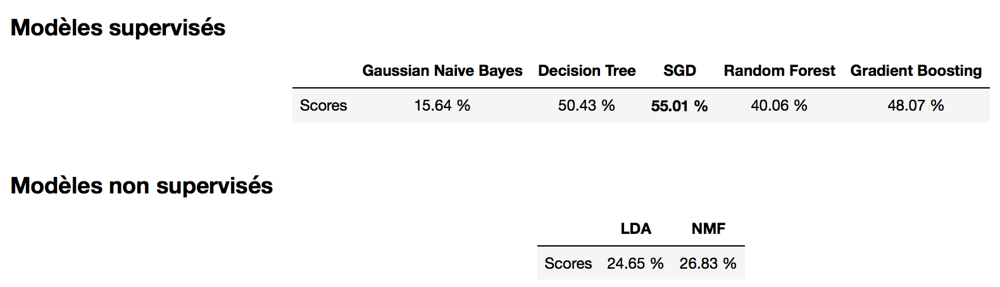 Modèles supervisés
Gaussian Naive Bayes Decision Tree SGD Random Forest Gradient Boosting
Scores 15.64 % 50.43 % 55.01 % 40.06 % 48.07 %
Modèles non supervisés
LDA NMF
Scores 24.65 % 26.83 %